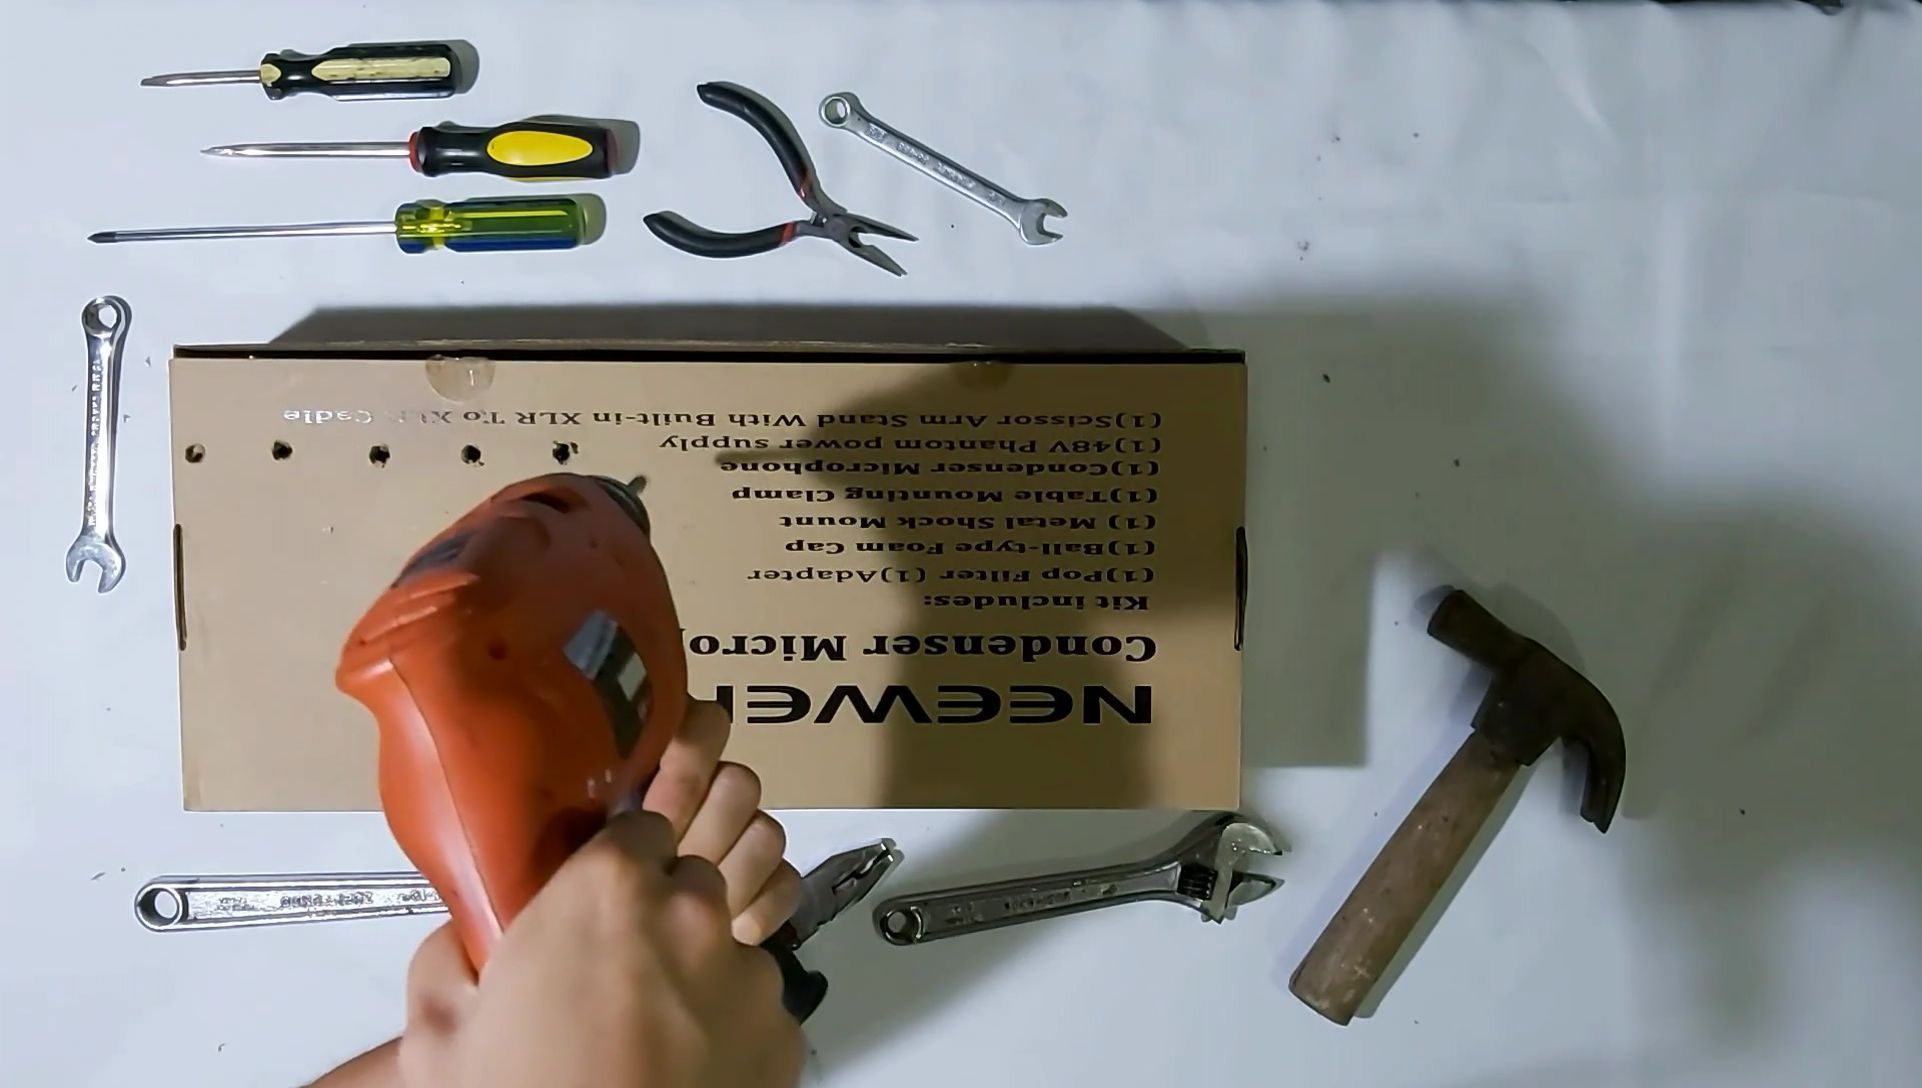 NEEWER
Condenser Micro
Kit includes:
(1)Pop Filter (1)Adapter
(1)Ball-type Foam Cap
(1) Metal Shock Mount
(1)Table Mounting Clamp
(1)Condenser Microphone
(1)48V Phantom power supply
(1)Scissor Arm Stand With Built-in XLR To XLR Cable